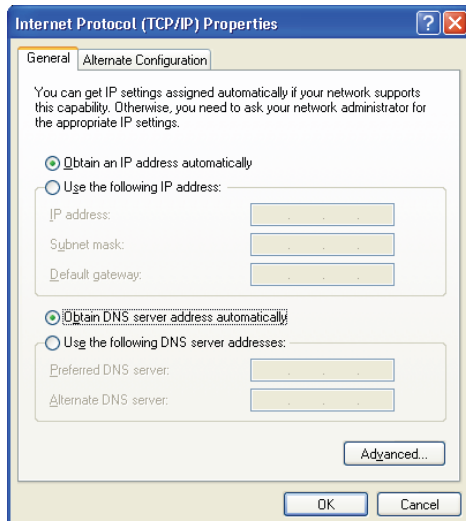 Internet Protocol (TCP/IP) Properties
General Alternate Configuration
You can get IP settings assigned automatically if your network supports
this capability. Otherwise, you need to ask your network administrator for
the appropriate IP settings.
Obtain an IP address automatically
Use the following IP address:
IP address:
Subnet mask:
Default gateway:
Obtain DNS server address automatically
Use the following DNS server addresses:
Preferred DNS server:
Alternate DNS server:
Advanced...
OK Cancel